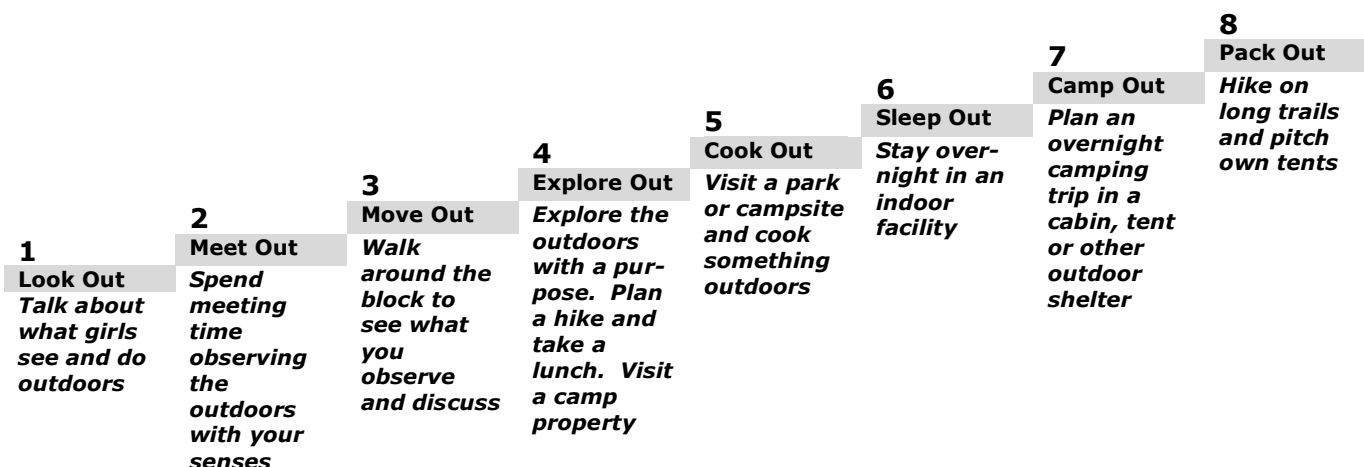 1
Look Out
Talk about
what girls
see and do
outdoors
2
Meet Out
Spend
meeting
time
observing
the
outdoors
with your
senses
3
Move Out
Walk
around the
block to
see what
you
observe
and discuss
4
Explore Out
Explore the
outdoors
with a pur-
pose.  Plan
a hike and
take a
lunch.  Visit
a camp
property
5
Cook Out
Visit a park
or campsite
and cook
something
outdoors
6
Sleep Out
Stay over-
night in an
indoor
facility
7
Camp Out
Plan an
overnight
camping
trip in a
cabin, tent
or other
outdoor
shelter
8
Pack Out
Hike on
long trails
and pitch
own tents